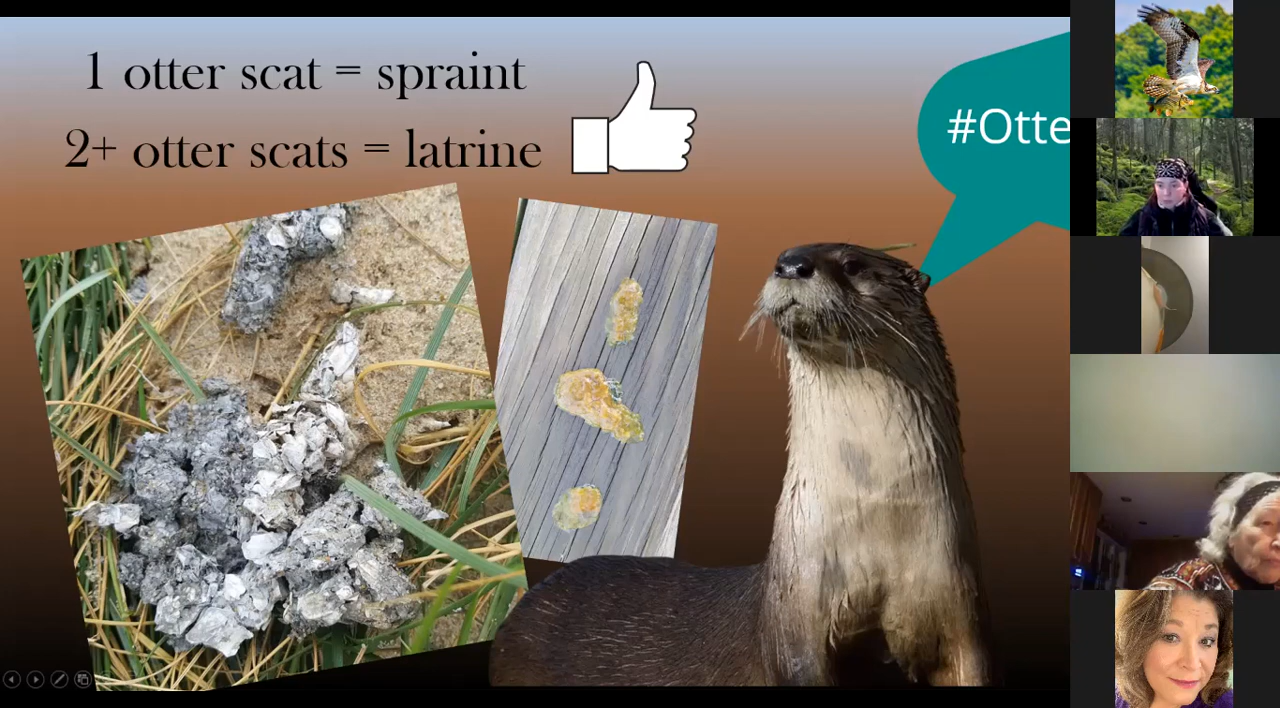 1 otter scat = spraint
2+ otter scats = latrine
#Otte